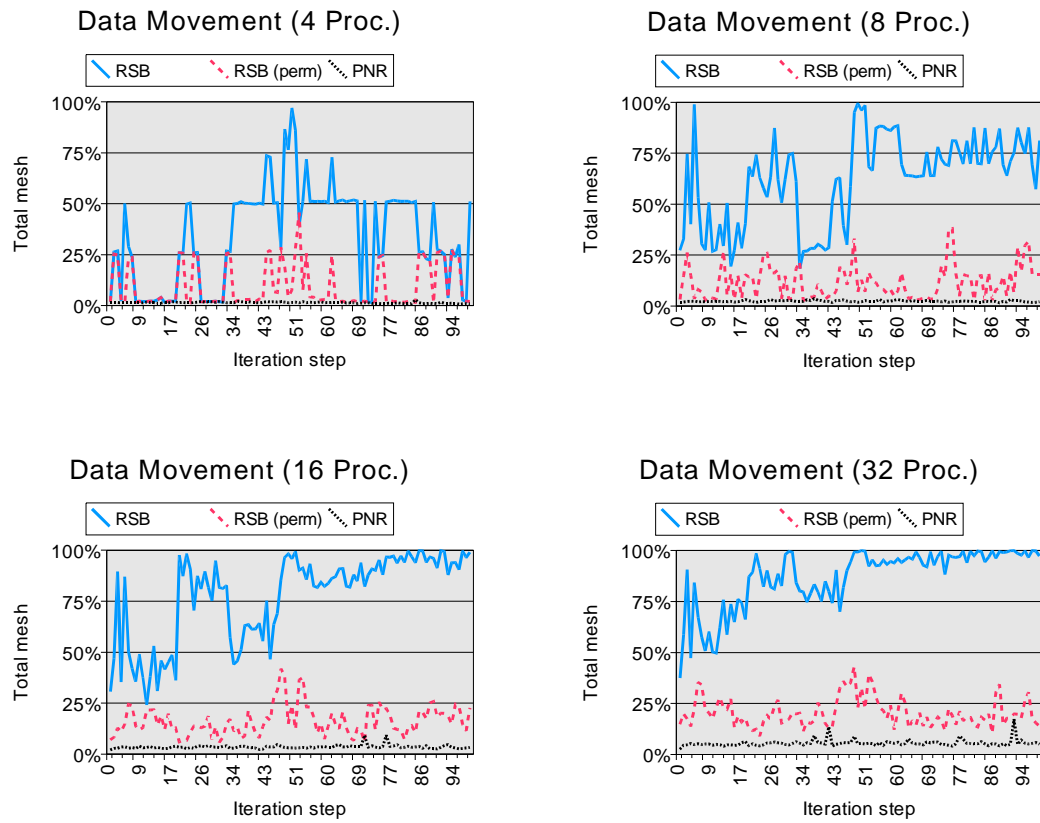 Data Movement (4 Proc.)
RSB RSB (perm) PNR
100%
75%
50%
25%
0%
Total mesh
0 9 17 26 34 43 51 60 69 77 86 94
Iteration step
Data Movement (8 Proc.)
RSB RSB (perm) PNR
100%
75%
50%
25%
0%
Total mesh
0 9 17 26 34 43 51 60 69 77 86 94
Iteration step
Data Movement (16 Proc.)
RSB RSB (perm) PNR
100%
75%
50%
25%
0%
Total mesh
0 9 17 26 34 43 51 60 69 77 86 94
Iteration step
Data Movement (32 Proc.)
RSB RSB (perm) PNR
100%
75%
50%
25%
0%
Total mesh
0 9 17 26 34 43 51 60 69 77 86 94
Iteration step